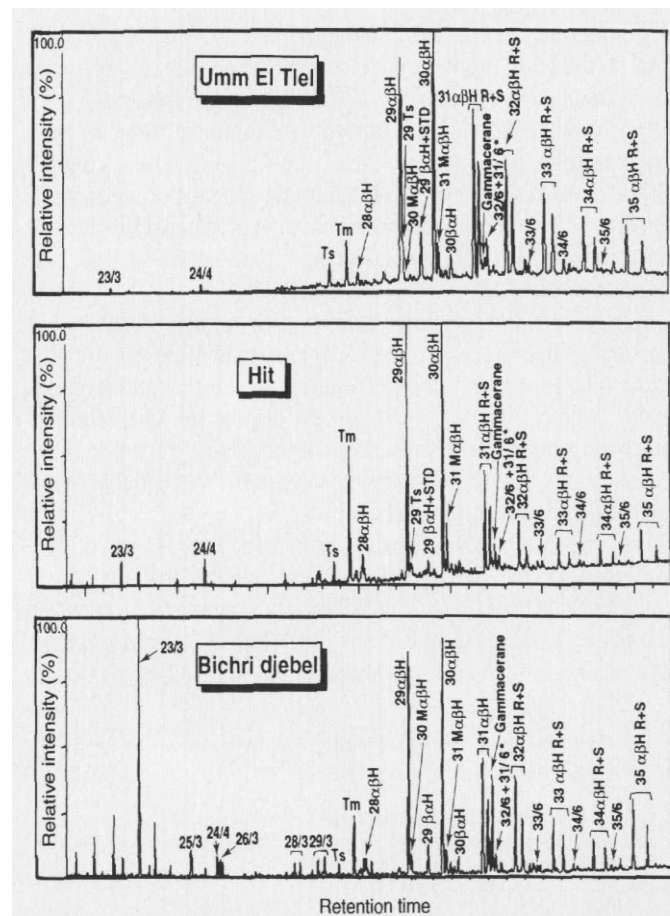 100.0
Relative intensity (%)
Umm El Tlel
23/3
24/4
Ts
Tm
28αβH
29αβH
29 Ts
30 MαβH
29 βαH+STD
30αβH
31 MαβH
30βαH
31αβH R+S
Gammacerane
32/6 + 31/ 6*
32αβH R+S
33/6
33 αβH R+S
34/6
34αβH R+S
35/6
35 αβH R+S
100.0
Relative intensity (%)
Hit
23/3
24/4
Ts
Tm
28αβH
29αβH
29 Ts
29 βαH+STD
30αβH
31 MαβH
31αβH R+S
Gammacerane
32/6 +31/ 6*
32αβH R+S
33/6
33αβH R+S
34/6
34αβH R+S
35/6
35 αβH R+S
100.0
Relative intensity (%)
Bichri djebel
23/3
25/3
24/4
26/3
28/3
29/3
Ts
Tm
28αβH
29αβH
30 MαβH
29 βαH
30αβH
31 MαβH
30βαH
31αβH
Gammacerane
32/6 +31/ 6*
32αβH R+S
33/6
33 αβH R+S
34/6
34αβH R+S
35/6
35 αβH R+S
Retention time